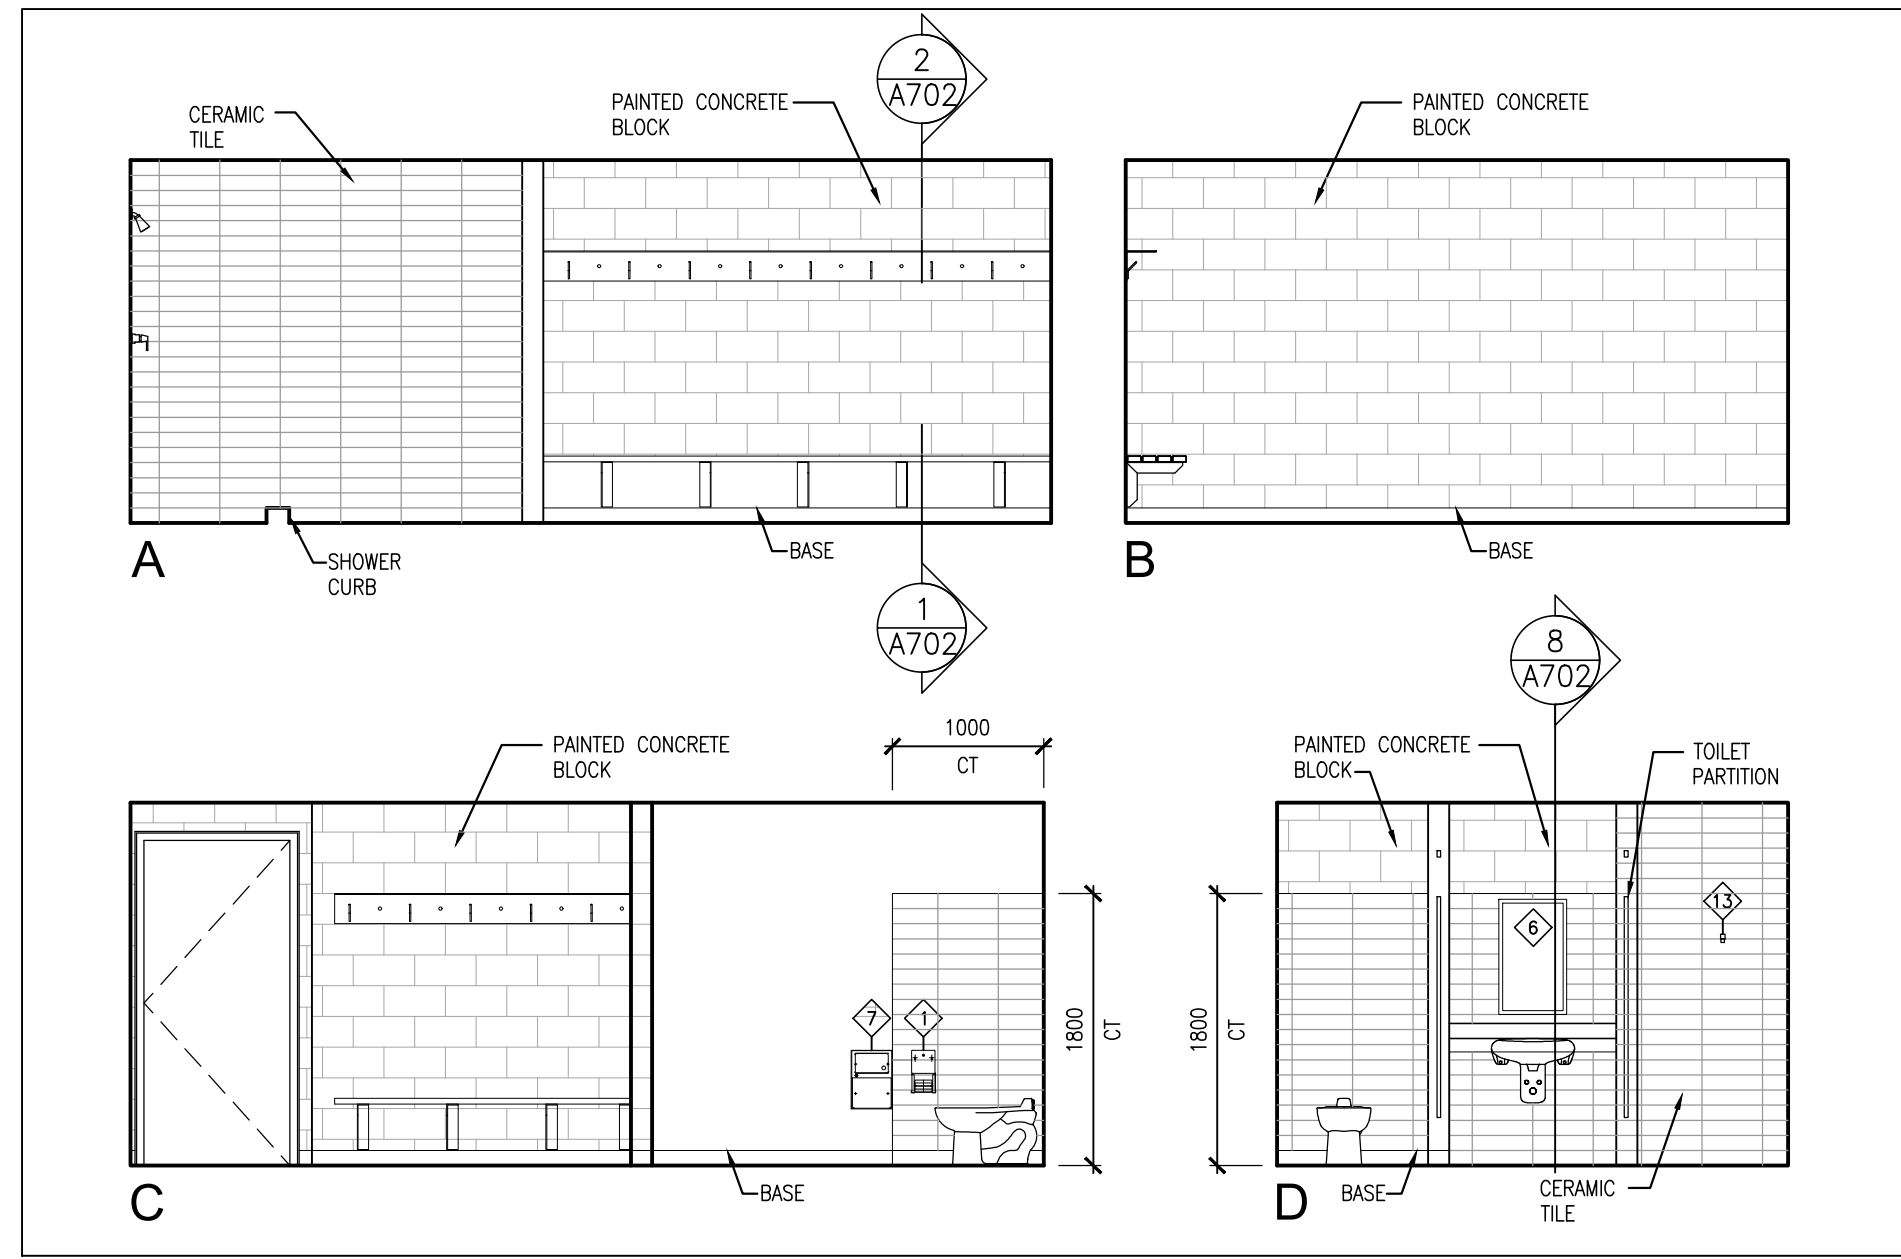 2
A702
CERAMIC
TILE
PAINTED CONCRETE
BLOCK
PAINTED CONCRETE
BLOCK
A
SHOWER
CURB
BASE
B
BASE
1
A702
8
A702
PAINTED CONCRETE
BLOCK
1000
CT
PAINTED CONCRETE
BLOCK
TOILET
PARTITION
7
1
1800
CT
1800
CT
6
13
C
BASE
D
BASE
CERAMIC
TILE